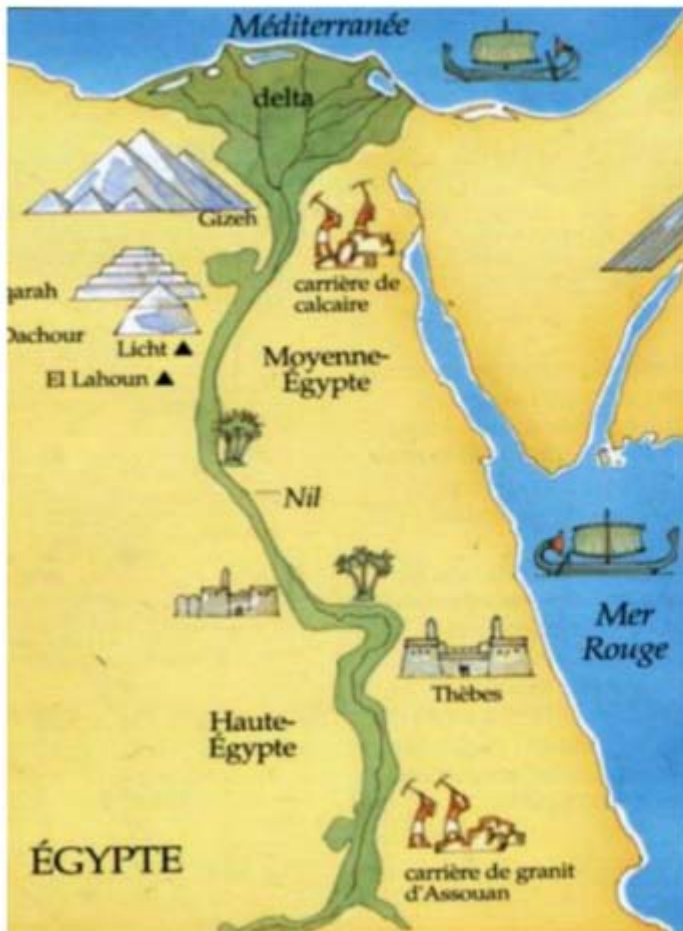 Méditerranée
delta
Gizeh
carrière de
calcaire
qarah
Dachour
Licht
El Lahoun
Moyenne-
Égypte
Nil
Mer
Rouge
Thèbes
Haute-
Égypte
carrière de granit
d'Assouan
ÉGYPTE